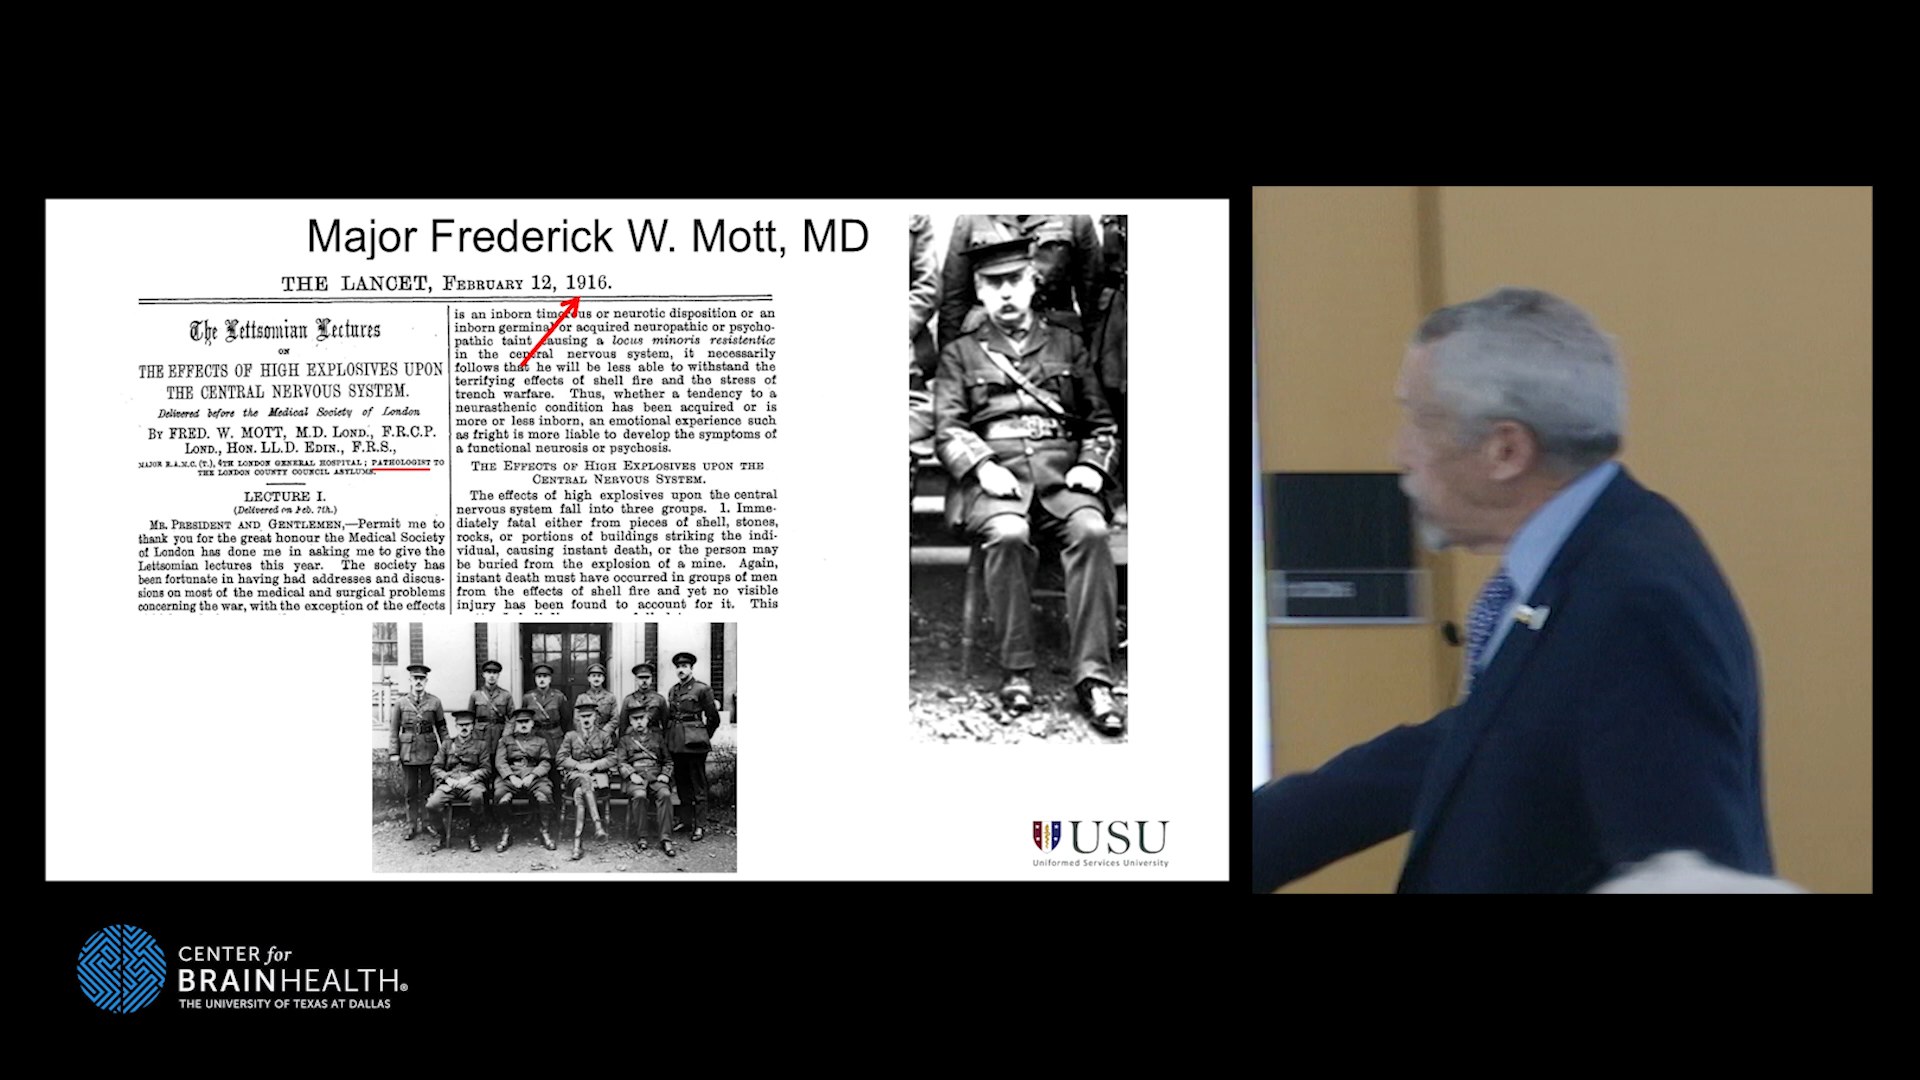 Major Frederick W. Mott, MD
THE LANCET, FEBRUARY 12, 1916.
The Lettsomian Lectures
ON
THE EFFECTS OF HIGH EXPLOSIVES UPON
THE CENTRAL NERVOUS SYSTEM.
Delivered before the Medical Society of London
BY FRED. W. MOTT, M.D. LOND., F.R.C.P.
LOND., HON. LL.D. EDIN., F.R.S.,
MAJOR R.A.M.C. (T.), 4TH LONDON GENERAL HOSPITAL; PATHOLOGIST TO
THE LONDON COUNTY COUNCIL ASYLUMS.
LECTURE I.
(Delivered on Feb. 7th.)
MR. PRESIDENT AND GENTLEMEN,—Permit me to
thank you for the great honour the Medical Society
of London has done me in asking me to give the
Lettsomian lectures this year. The society has
been fortunate in having had addresses and discus-
sions on most of the medical and surgical problems
concerning the war, with the exception of the effects
is an inborn timorous or neurotic disposition or an
inborn germinal or acquired neuropathic or psycho-
pathic taint causing a locus minoris resistentiæ
in the central nervous system, it necessarily
follows that he will be less able to withstand the
terrifying effects of shell fire and the stress of
trench warfare. Thus, whether a tendency to a
neurasthenic condition has been acquired or is
more or less inborn, an emotional experience such
as fright is more liable to develop the symptoms of
a functional neurosis or psychosis.
THE EFFECTS OF HIGH EXPLOSIVES UPON THE
CENTRAL NERVOUS SYSTEM.
The effects of high explosives upon the central
nervous system fall into three groups. 1. Imme-
diately fatal either from pieces of shell, stones,
rocks, or portions of buildings striking the indi-
vidual, causing instant death, or the person may
be buried from the explosion of a mine. Again,
instant death must have occurred in groups of men
from the effects of shell fire and yet no visible
injury has been found to account for it. This
USU
Uniformed Services University
CENTER for
BRAINHEALTH®
THE UNIVERSITY OF TEXAS AT DALLAS